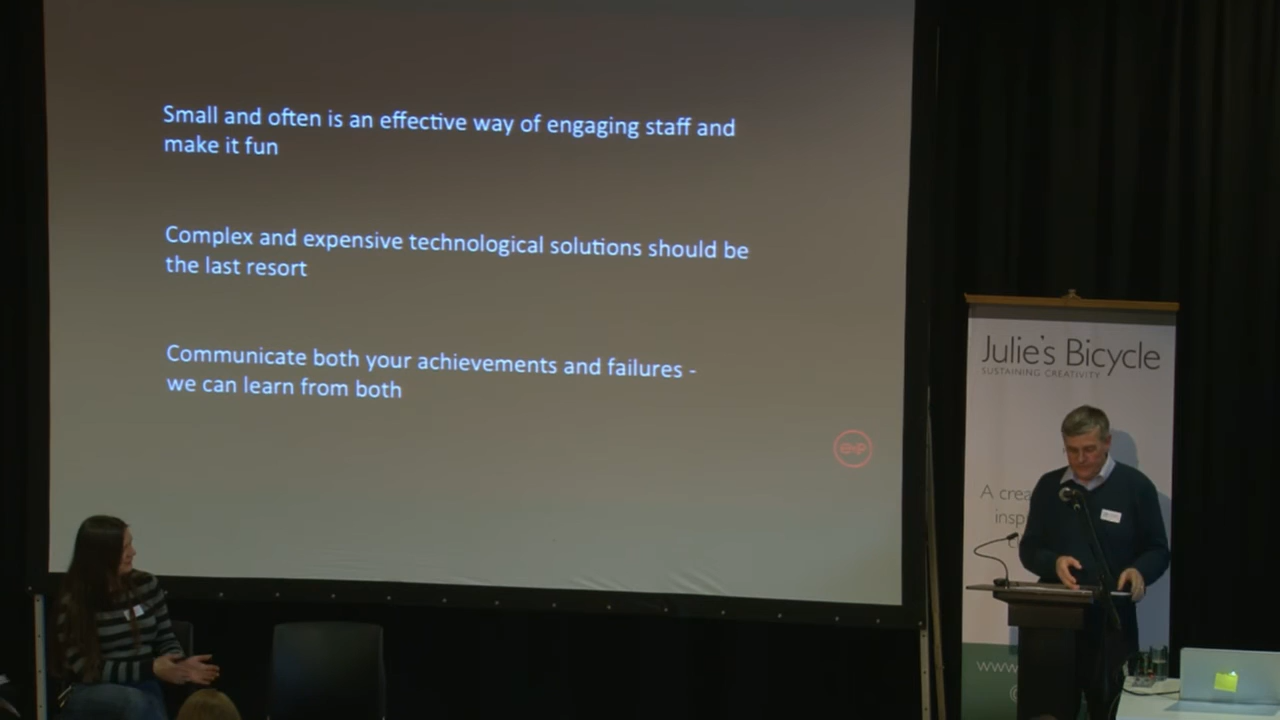 Small and often is an effective way of engaging staff and
make it fun
Complex and expensive technological solutions should be
the last resort
Communicate both your achievements and failures -
we can learn from both
Julie's Bicycle
SUSTAINING CREATIVITY
A crea
insp
www